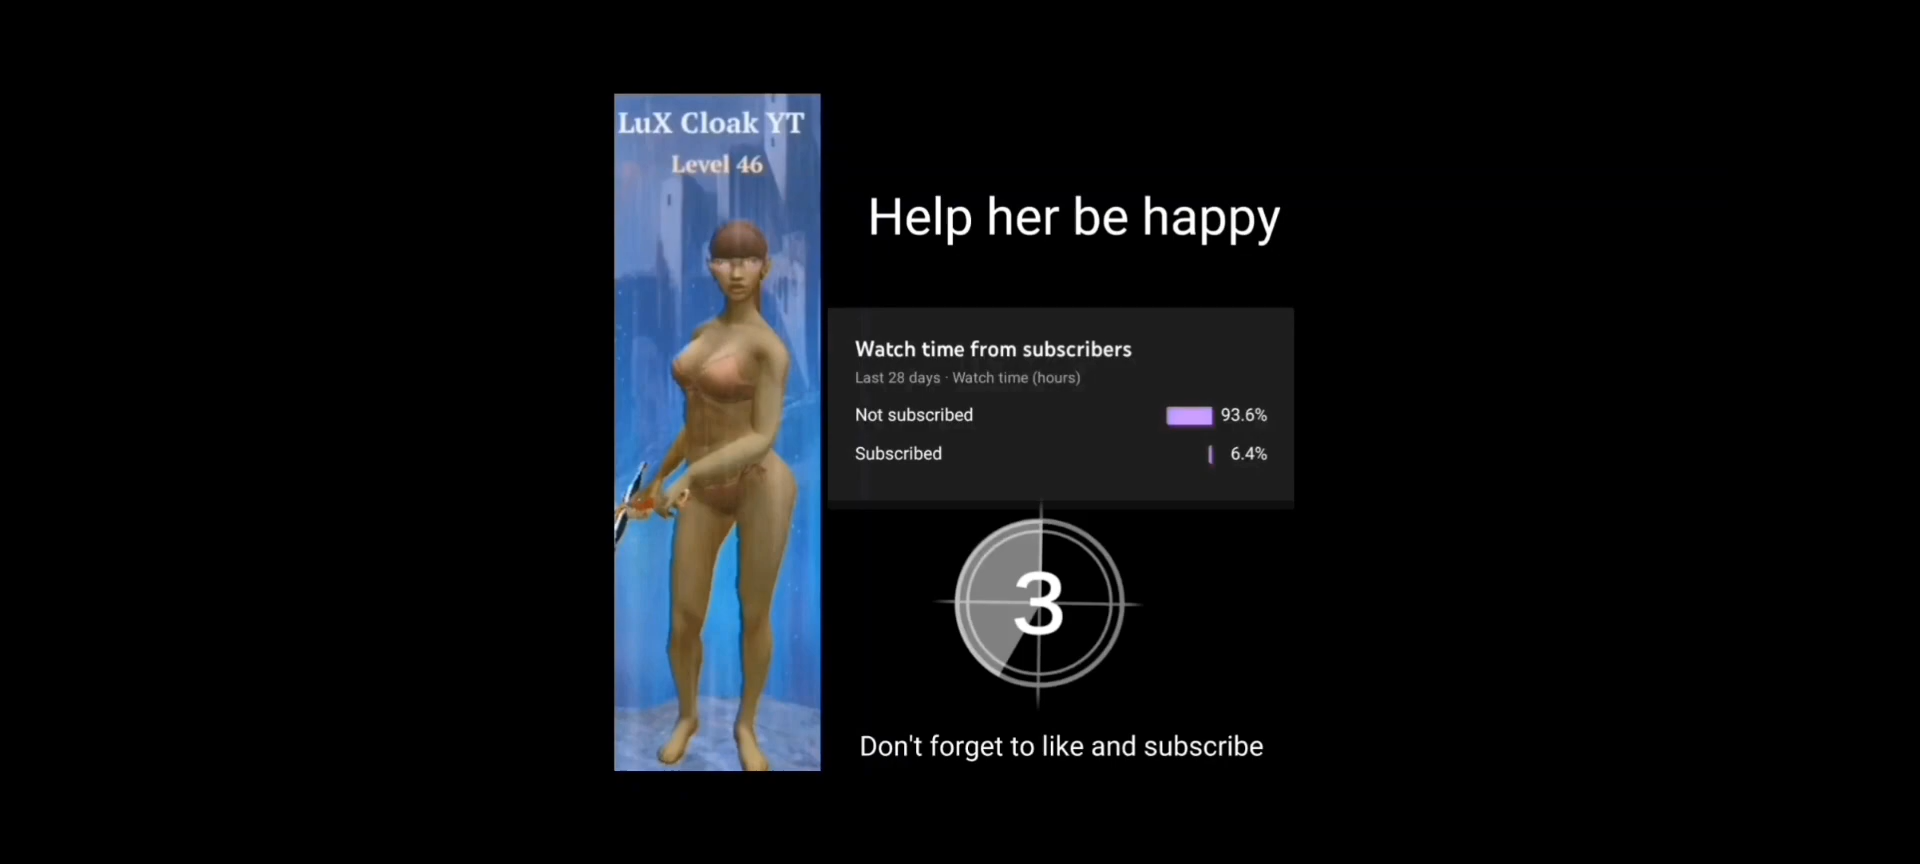 LuX Cloak YT
Level 46
Help her be happy
Watch time from subscribers
Last 28 days · Watch time (hours)
Not subscribed 93.6%
Subscribed 6.4%
3
Don't forget to like and subscribe